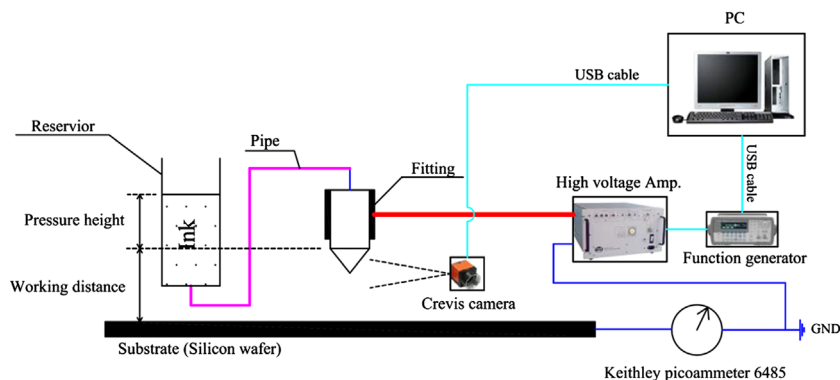 PC
USB cable
Reservior
Pipe
Fitting
USB cable
High voltage Amp.
Pressure height
Ink
Function generator
Working distance
Crevis camera
Substrate (Silicon wafer)
GND
Keithley picoammeter 6485